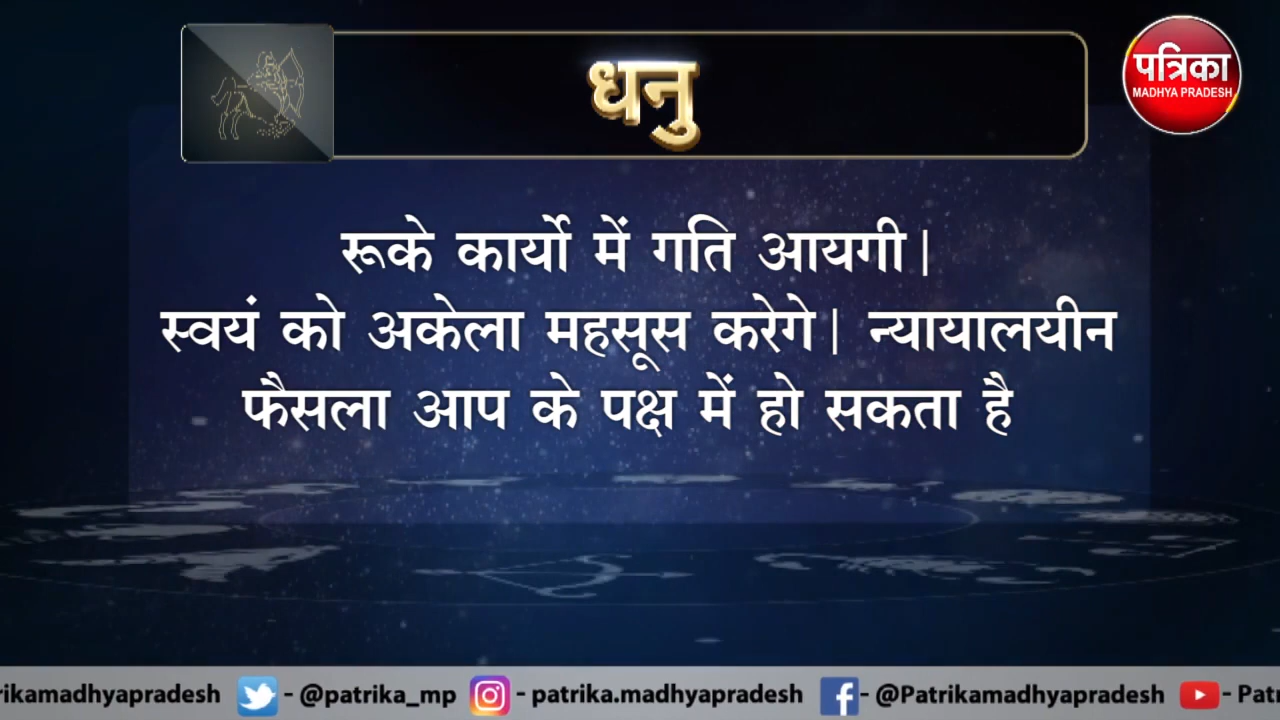 धनु
पत्रिका
MADHYA PRADESH
रूके कार्यो में गति आयगी|
स्वयं को अकेला महसूस करेगे| न्यायालयीन
फैसला आप के पक्ष में हो सकता है
rikamadhyapradesh - @patrika_mp - patrika.madhyapradesh - @Patrikamadhyapradesh - Pat